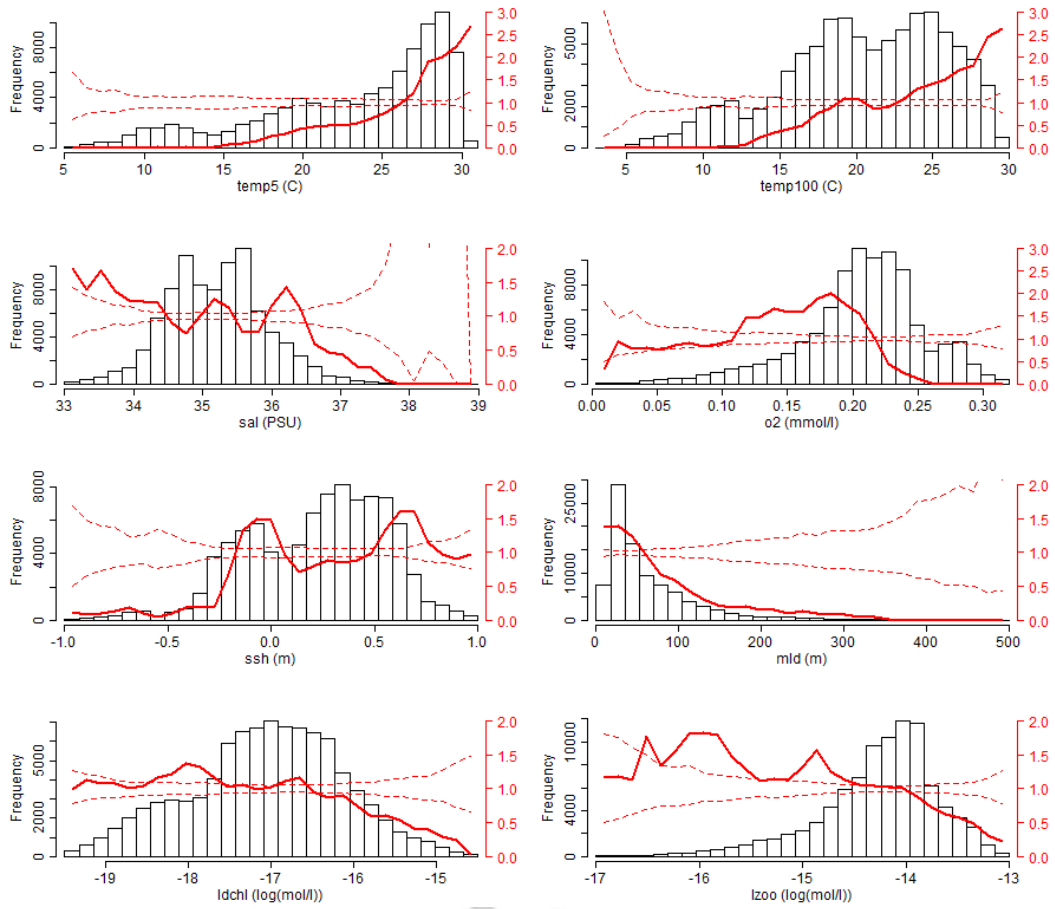 Frequency
0 4000 8000
0.0 0.5 1.0 1.5 2.0 2.5 3.0
5 10 15 20 25 30
temp5 (C)
Frequency
0 2000 5000
0.0 0.5 1.0 1.5 2.0 2.5 3.0
5 10 15 20 25 30
temp100 (C)
Frequency
0 4000 8000
0.0 0.5 1.0 1.5 2.0
33 34 35 36 37 38 39
sal (PSU)
Frequency
0 4000 8000
0.0 0.5 1.0 1.5 2.0 2.5 3.0
0.00 0.05 0.10 0.15 0.20 0.25 0.30
o2 (mmol/l)
Frequency
0 4000 8000
0.0 0.5 1.0 1.5 2.0
-1.0 -0.5 0.0 0.5 1.0
ssh (m)
Frequency
0 10000 25000
0.0 0.5 1.0 1.5 2.0
0 100 200 300 400 500
mld (m)
Frequency
0 2000 5000
0.0 0.5 1.0 1.5 2.0
-19 -18 -17 -16 -15
ldchl (log(mol/l))
Frequency
0 4000 10000
0.0 0.5 1.0 1.5 2.0
-17 -16 -15 -14 -13
lzoo (log(mol/l))